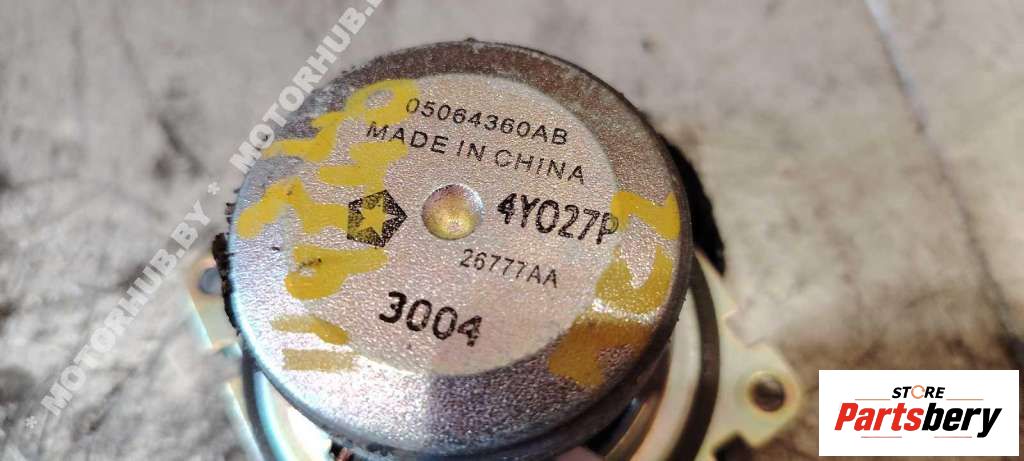 05064360AB
MADE IN CHINA
4Y027P
26777AA
3004
* MOTORHUB.BY * MOTORHUB.BY
STORE
Partsbery